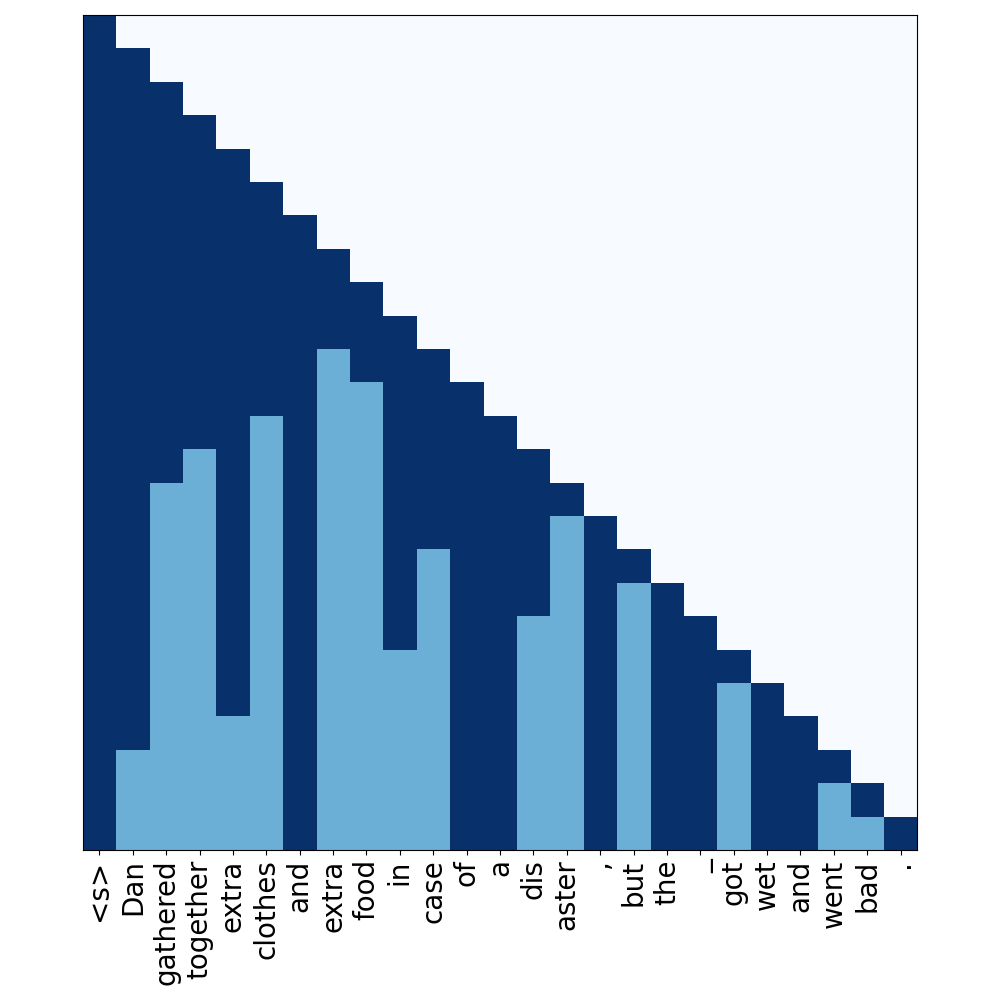 <s> Dan gathered together extra clothes and extra food in case of a dis aster , but the _ got wet and went bad .